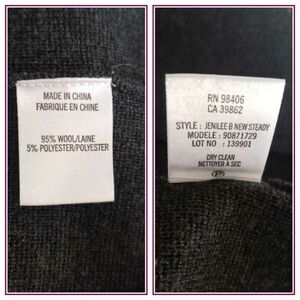 MADE IN CHINA
FABRIQUE EN CHINE
95% WOOL/LAINE
5% POLYESTER/POLYESTER
RN 98406
CA 39862
STYLE : JENILEE B NEW STEADY
MODELE : 90871729
LOT NO : 139901
DRY CLEAN
NETTOYER A SEC
P